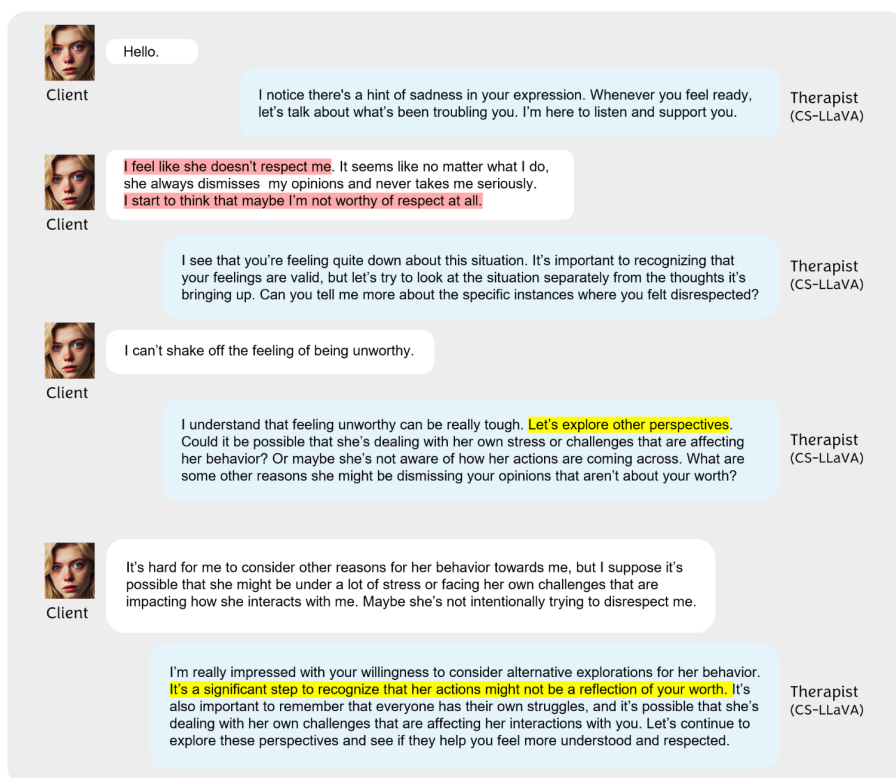 Hello.
Client
I notice there's a hint of sadness in your expression. Whenever you feel ready,
let's talk about what's been troubling you. I'm here to listen and support you.
Therapist
(CS-LLaVA)
I feel like she doesn't respect me. It seems like no matter what I do,
she always dismisses my opinions and never takes me seriously.
I start to think that maybe I'm not worthy of respect at all.
Client
I see that you're feeling quite down about this situation. It's important to recognizing that
your feelings are valid, but let's try to look at the situation separately from the thoughts it's
bringing up. Can you tell me more about the specific instances where you felt disrespected?
Therapist
(CS-LLaVA)
I can't shake off the feeling of being unworthy.
Client
I understand that feeling unworthy can be really tough. Let's explore other perspectives.
Could it be possible that she's dealing with her own stress or challenges that are affecting
her behavior? Or maybe she's not aware of how her actions are coming across. What are
some other reasons she might be dismissing your opinions that aren't about your worth?
Therapist
(CS-LLaVA)
It's hard for me to consider other reasons for her behavior towards me, but I suppose it's
possible that she might be under a lot of stress or facing her own challenges that are
impacting how she interacts with me. Maybe she's not intentionally trying to disrespect me.
Client
I'm really impressed with your willingness to consider alternative explorations for her behavior.
It's a significant step to recognize that her actions might not be a reflection of your worth. It's
also important to remember that everyone has their own struggles, and it's possible that she's
dealing with her own challenges that are affecting her interactions with you. Let's continue to
explore these perspectives and see if they help you feel more understood and respected.
Therapist
(CS-LLaVA)